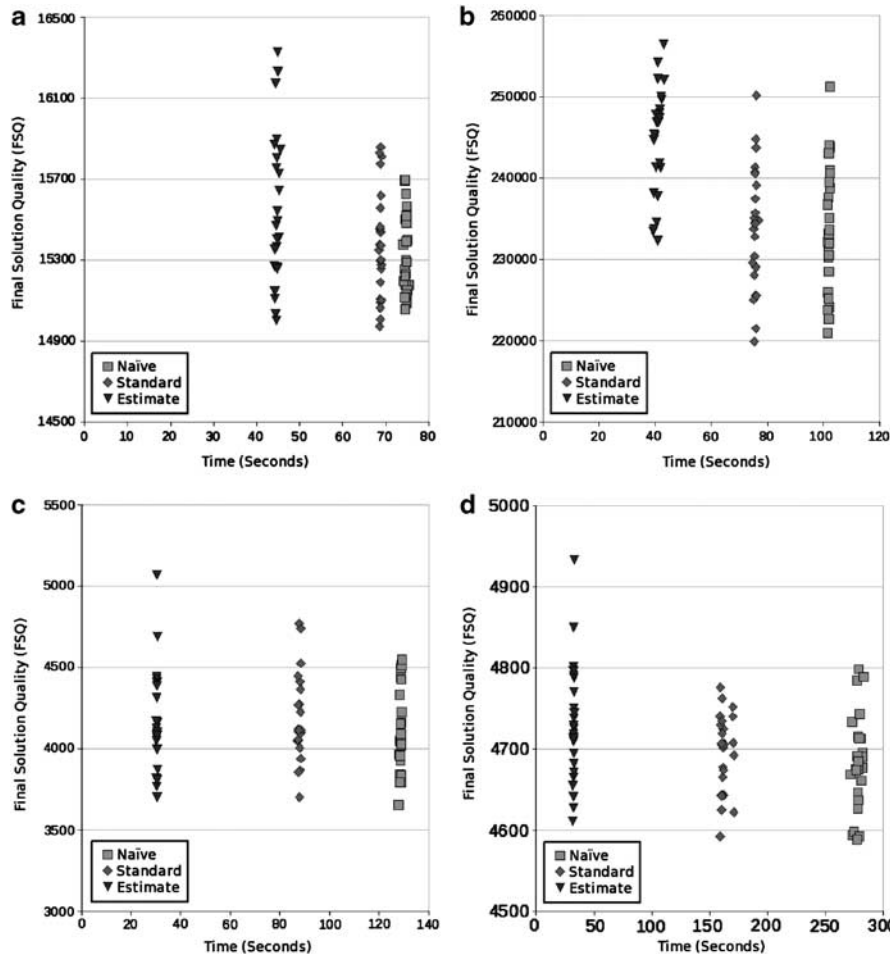 a
16500
16100
15700
15300
14900
14500
Final Solution Quality (FSQ)
Naïve
Standard
Estimate
0 10 20 30 40 50 60 70 80
Time (Seconds)
b
260000
250000
240000
230000
220000
210000
Final Solution Quality (FSQ)
Naïve
Standard
Estimate
0 20 40 60 80 100 120
Time (Seconds)
c
5500
5000
4500
4000
3500
3000
Final Solution Quality (FSQ)
Naïve
Standard
Estimate
0 20 40 60 80 100 120 140
Time (Seconds)
d
5000
4900
4800
4700
4600
4500
Final Solution Quality (FSQ)
Naïve
Standard
Estimate
0 50 100 150 200 250 300
Time (Seconds)